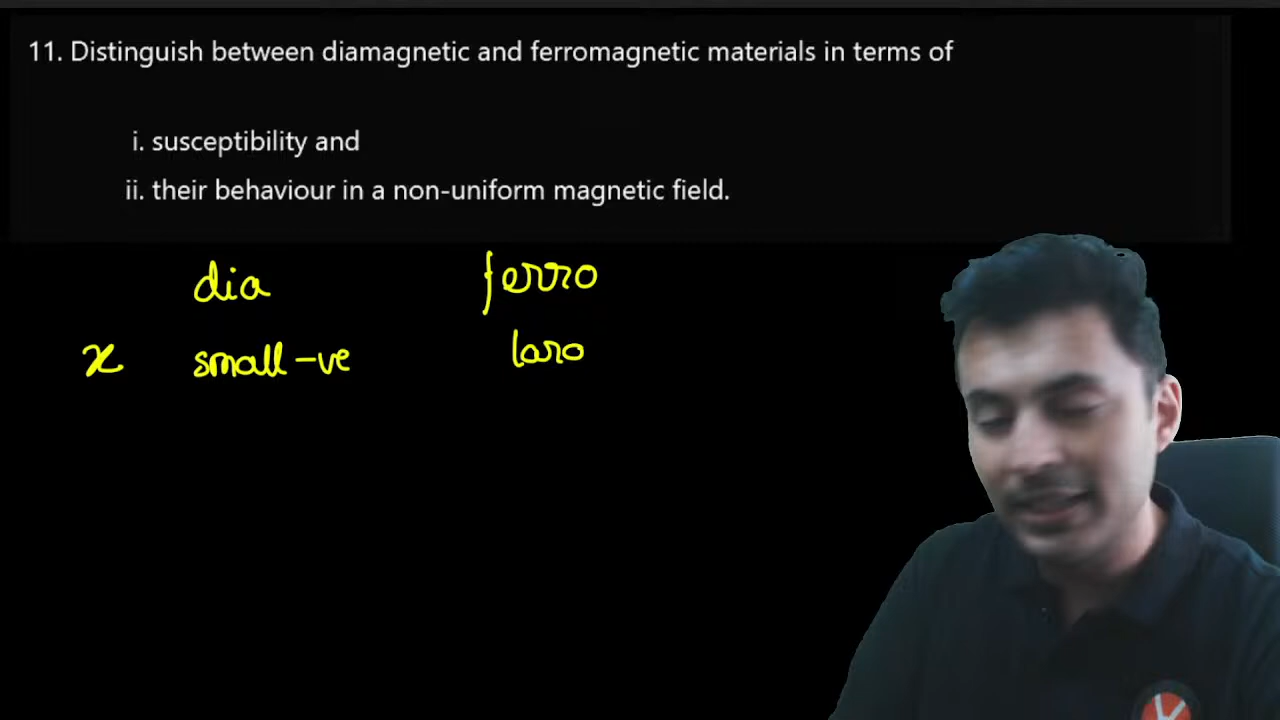 11. Distinguish between diamagnetic and ferromagnetic materials in terms of
i. susceptibility and
ii. their behaviour in a non-uniform magnetic field.
dia ferro
x small -ve laro